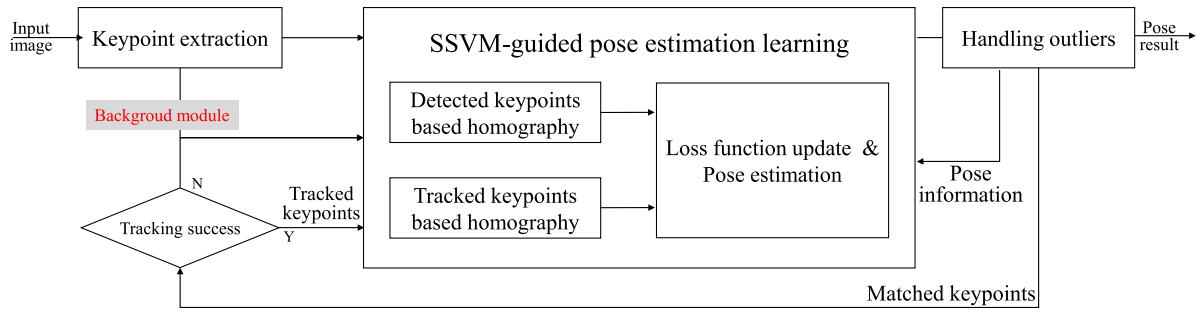 Input
image
Keypoint extraction
SSVM-guided pose estimation learning
Handling outliers
Pose
result
Detected keypoints
based homography
Backgroud module
Loss function update &
Pose estimation
Tracked keypoints
based homography
N
Tracked
keypoints
Tracking success
Y
Pose
information
Matched keypoints